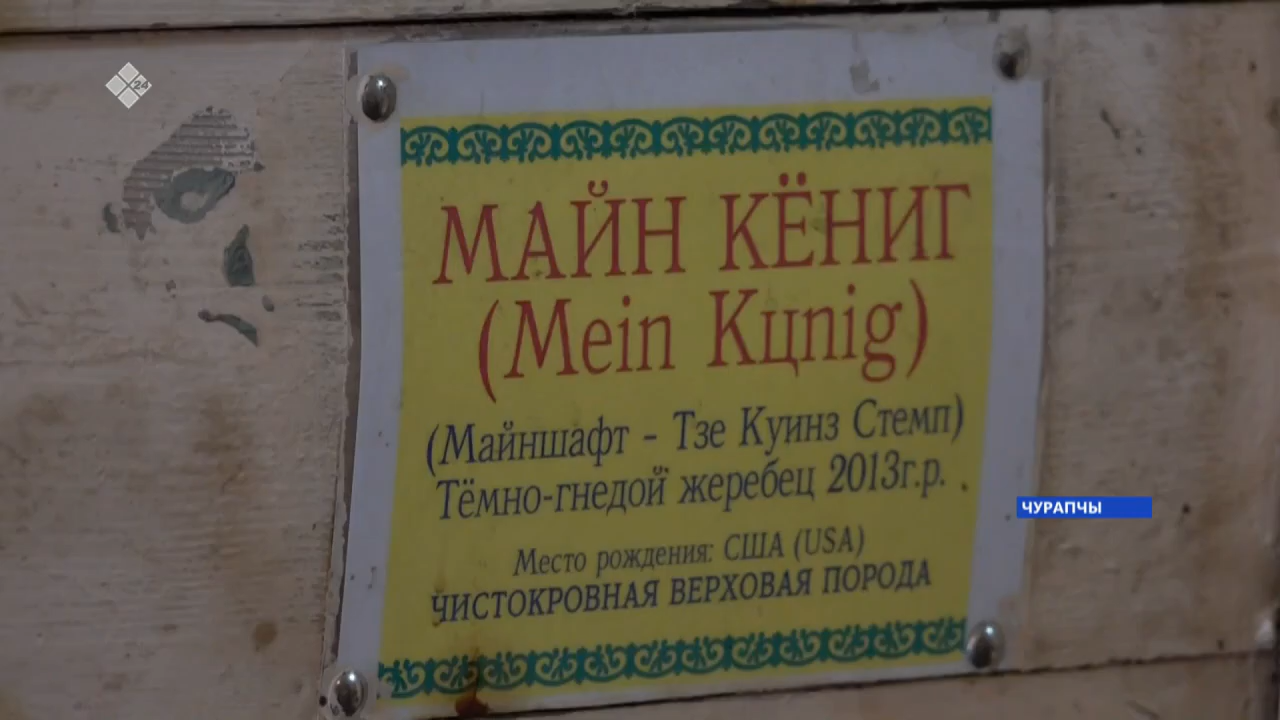 24
МАЙН КЁНИГ
(Mein Kцnig)
(Майншафт - Тзе Куинз Стемп)
Тёмно-гнедой жеребец 2013г.р.
Место рождения: США (USA)
ЧИСТОКРОВНАЯ ВЕРХОВАЯ ПОРОДА
ЧУРАПЧЫ